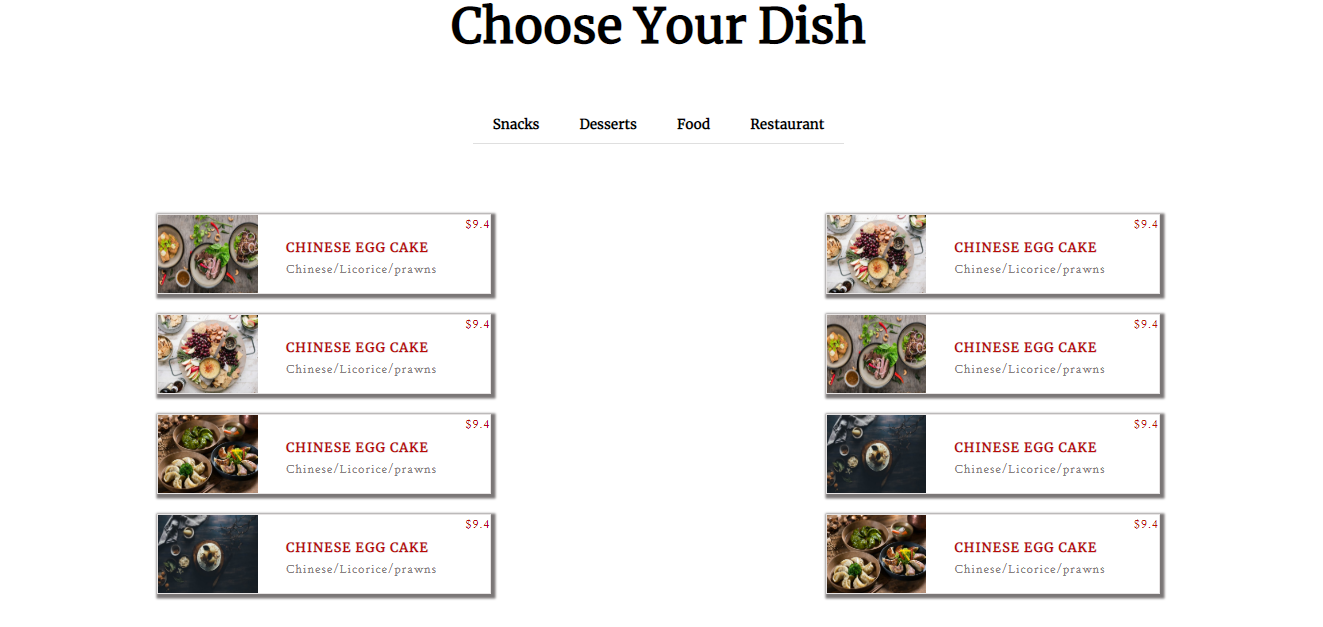 Choose Your Dish
Snacks Desserts Food Restaurant
$9.4
CHINESE EGG CAKE
Chinese/Licorice/prawns
$9.4
CHINESE EGG CAKE
Chinese/Licorice/prawns
$9.4
CHINESE EGG CAKE
Chinese/Licorice/prawns
$9.4
CHINESE EGG CAKE
Chinese/Licorice/prawns
$9.4
CHINESE EGG CAKE
Chinese/Licorice/prawns
$9.4
CHINESE EGG CAKE
Chinese/Licorice/prawns
$9.4
CHINESE EGG CAKE
Chinese/Licorice/prawns
$9.4
CHINESE EGG CAKE
Chinese/Licorice/prawns